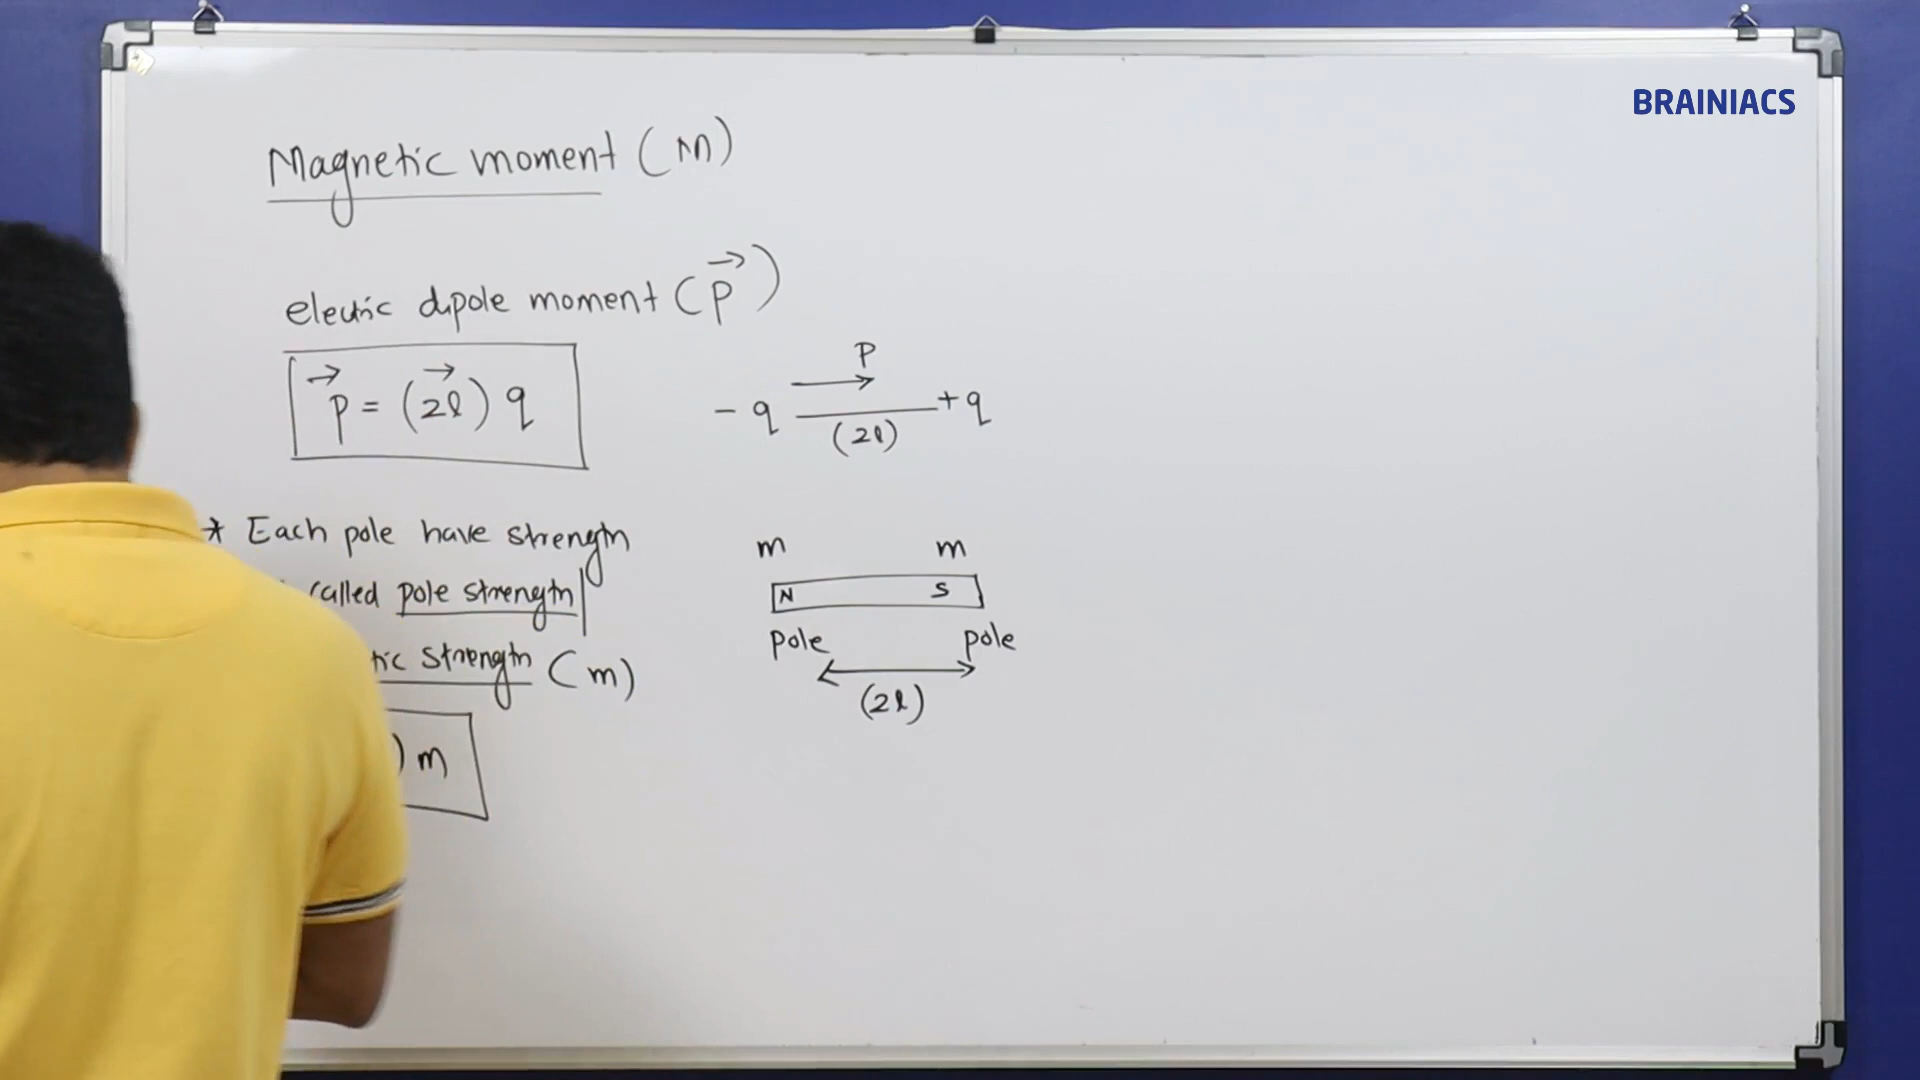 BRAINIACS
Magnetic moment (M)
electric dipole moment (p⃗)
p⃗ = (2l⃗) q
P
- q +q
(2l)
* Each pole have strength
called pole strength
strength (m)
) m
m m
N S
pole pole
(2l)